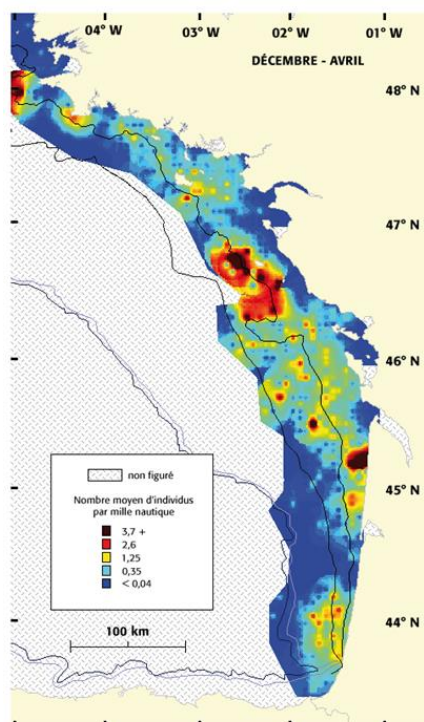 04° W 03° W 02° W 01° W
DÉCEMBRE - AVRIL
48° N
47° N
46° N
45° N
44° N
non figuré
Nombre moyen d'individus
par mille nautique
3,7 +
2,6
1,25
0,35
< 0,04
100 km